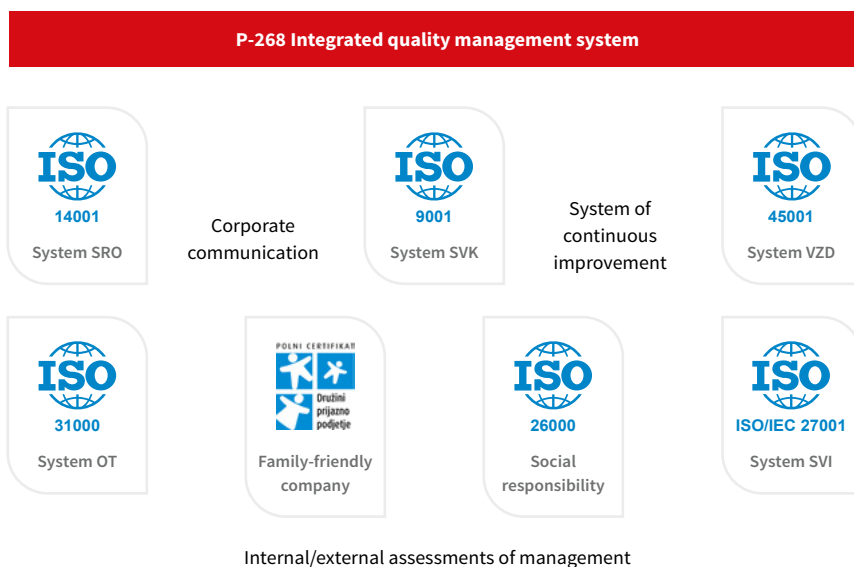 P-268 Integrated quality management system
ISO
14001
System SRO
Corporate
communication
ISO
9001
System SVK
System of
continuous
improvement
ISO
45001
System VZD
ISO
31000
System OT
POLNI CERTIFIKAT
Družini
prijazno
podjetje
Family-friendly
company
ISO
26000
Social
responsibility
ISO
ISO/IEC 27001
System SVI
Internal/external assessments of management